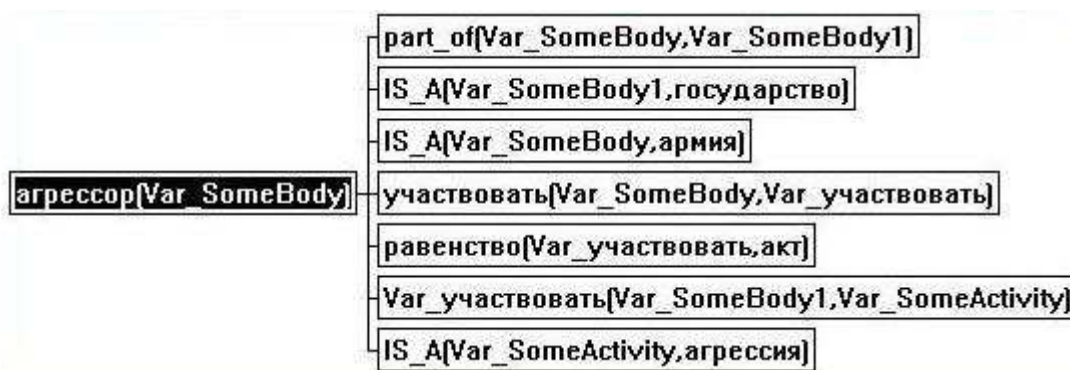 part_of(Var_SomeBody,Var_SomeBody1)
IS_A(Var_SomeBody1,государство)
IS_A(Var_SomeBody,армия)
агрессор(Var_SomeBody)
участвовать(Var_SomeBody,Var_участвовать)
равенство(Var_участвовать,акт)
Var_участвовать(Var_SomeBody1,Var_SomeActivity)
IS_A(Var_SomeActivity,агрессия)